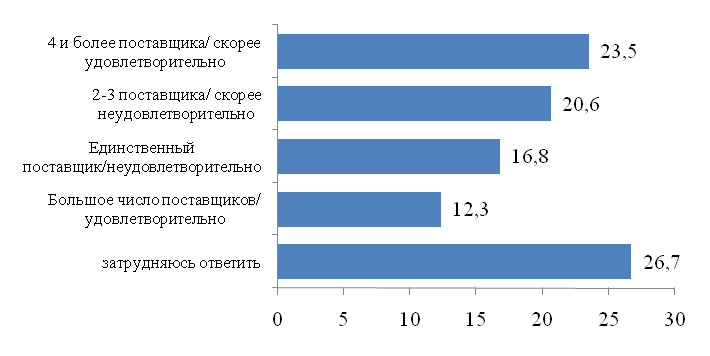 4 и более поставщика/ скорее
удовлетворительно
23,5
2-3 поставщика/ скорее
неудовлетворительно
20,6
Единственный
поставщик/неудовлетворительно
16,8
Большое число поставщиков/
удовлетворительно
12,3
затрудняюсь ответить
26,7
0 5 10 15 20 25 30